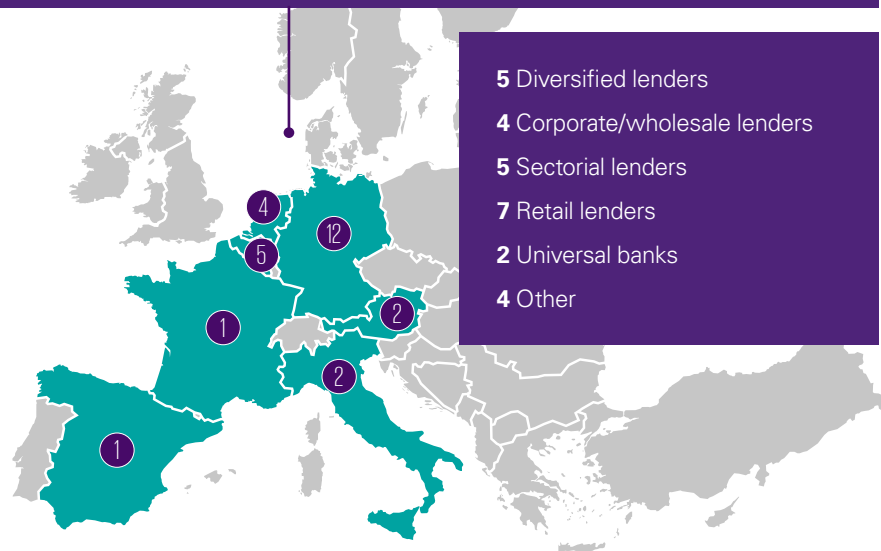 5 Diversified lenders
4 Corporate/wholesale lenders
5 Sectorial lenders
7 Retail lenders
2 Universal banks
4 Other
4
12
5
2
1
2
1